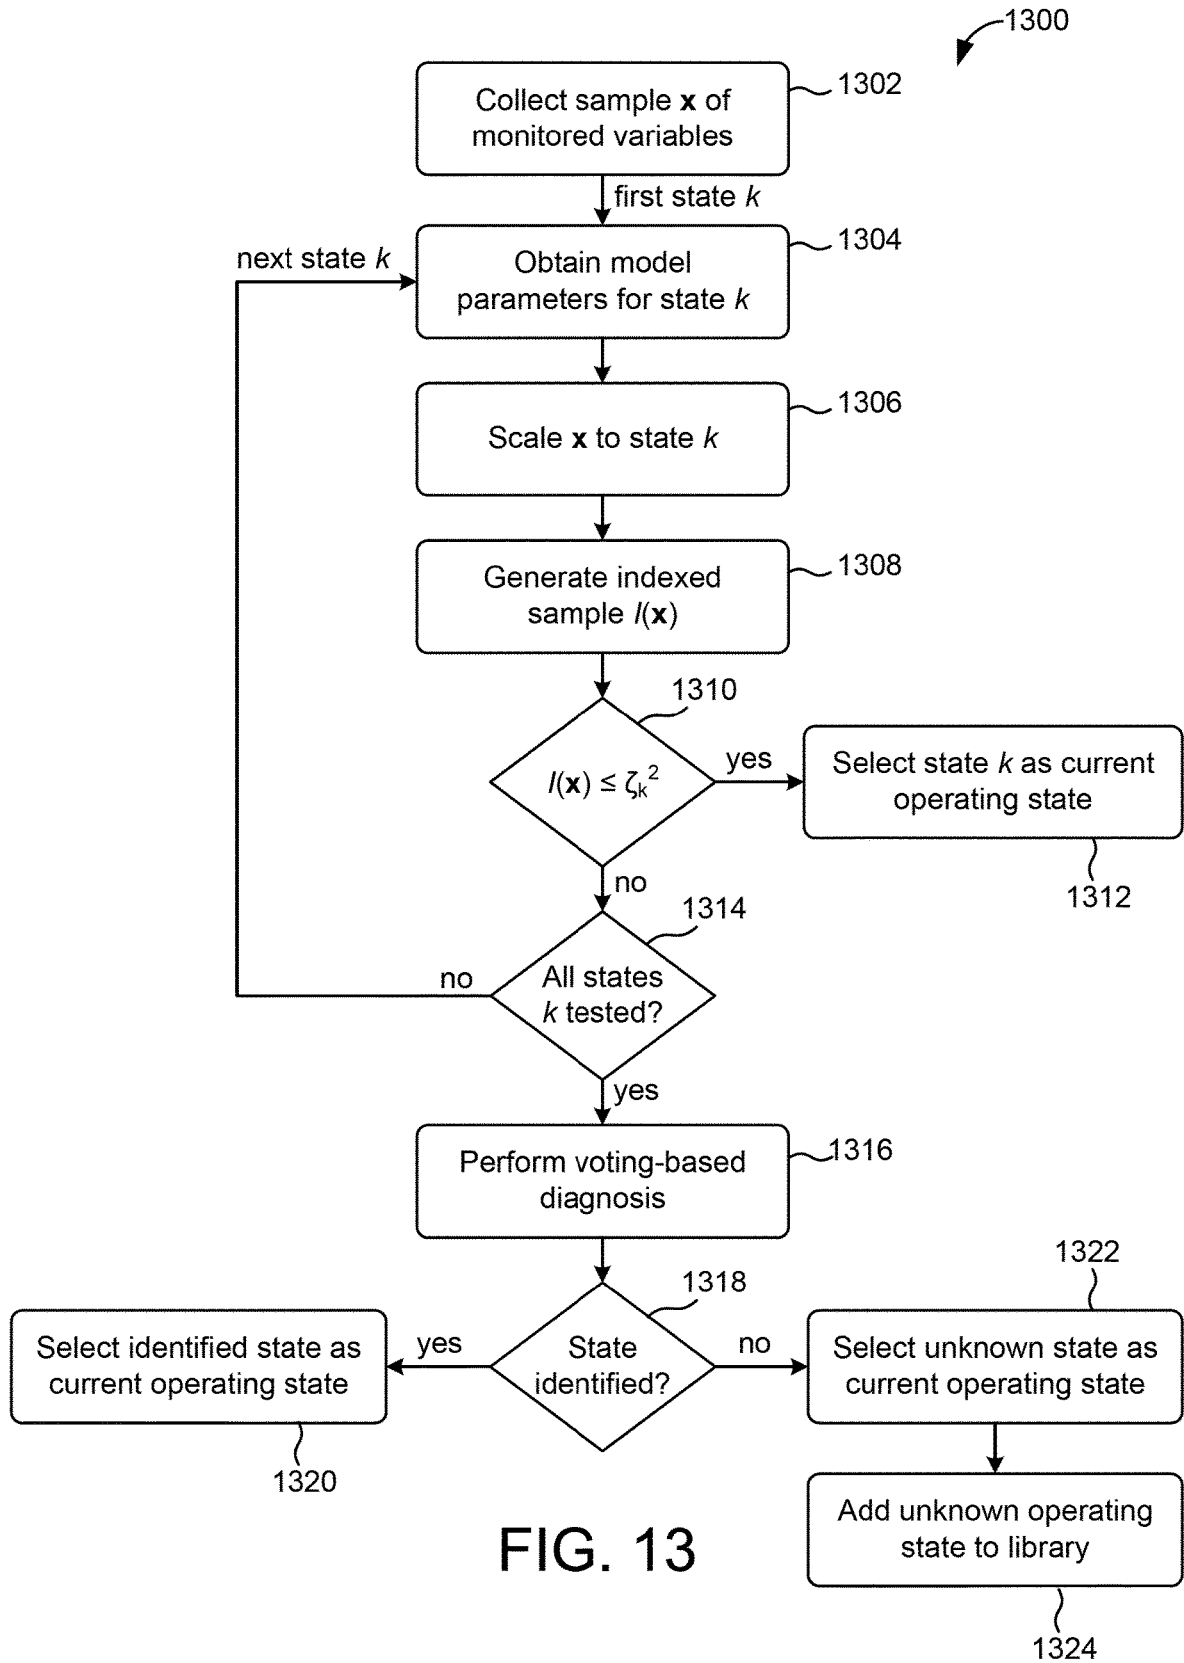 1300
Collect sample x of
monitored variables
1302
first state k
next state k
Obtain model
parameters for state k
1304
Scale x to state k
1306
Generate indexed
sample I(x)
1308
1310
I(x) ≤ ζk²
yes
Select state k as current
operating state
1312
no
1314
All states
k tested?
no
yes
Perform voting-based
diagnosis
1316
1318
State
identified?
yes
Select identified state as
current operating state
1320
no
1322
Select unknown state as
current operating state
Add unknown operating
state to library
1324
FIG. 13